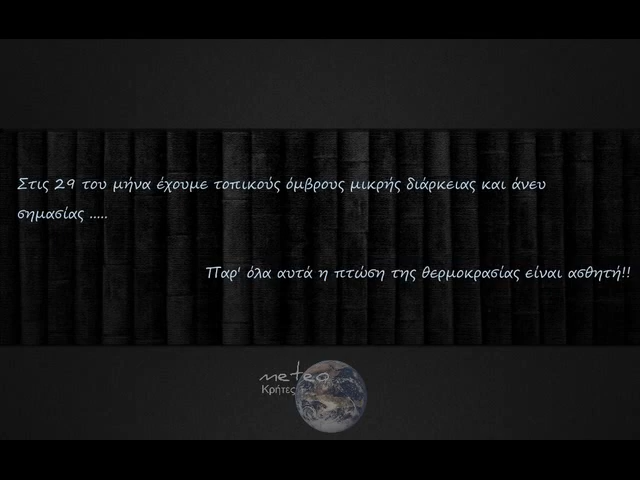 Στις 29 του μήνα έχουμε τοπικούς όμβρους μικρής διάρκειας και άνευ
σημασίας .....
Παρ' όλα αυτά η πτώση της θερμοκρασίας είναι ασθητή!!
meteo
Κρήτες